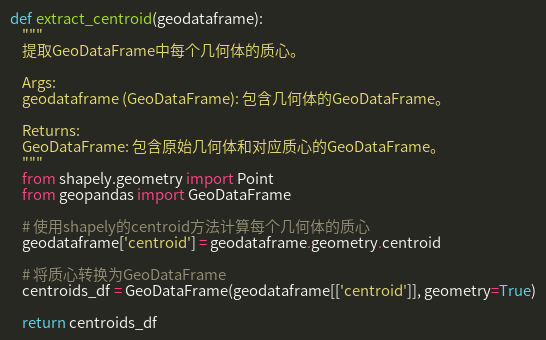 def extract_centroid(geodataframe):
"""
提取GeoDataFrame中每个几何体的质心。
Args:
geodataframe (GeoDataFrame): 包含几何体的GeoDataFrame。
Returns:
GeoDataFrame: 包含原始几何体和对应质心的GeoDataFrame。
"""
from shapely.geometry import Point
from geopandas import GeoDataFrame
# 使用shapely的centroid方法计算每个几何体的质心
geodataframe['centroid'] = geodataframe.geometry.centroid
# 将质心转换为GeoDataFrame
centroids_df = GeoDataFrame(geodataframe[['centroid']], geometry=True)
return centroids_df